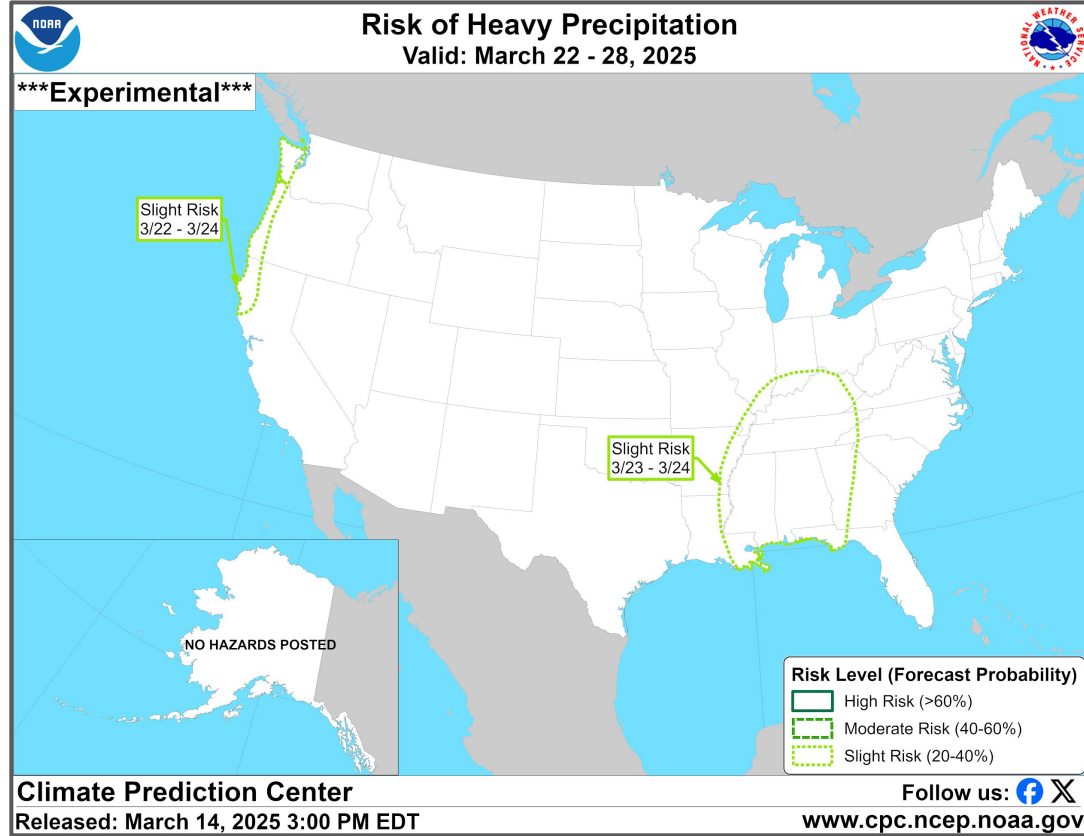 NOAA
Risk of Heavy Precipitation
Valid: March 22 - 28, 2025
NATIONAL WEATHER SERVICE
***Experimental***
Slight Risk
3/22 - 3/24
Slight Risk
3/23 - 3/24
NO HAZARDS POSTED
Risk Level (Forecast Probability)
High Risk (>60%)
Moderate Risk (40-60%)
Slight Risk (20-40%)
Climate Prediction Center
Follow us:
Released: March 14, 2025 3:00 PM EDT
www.cpc.ncep.noaa.gov